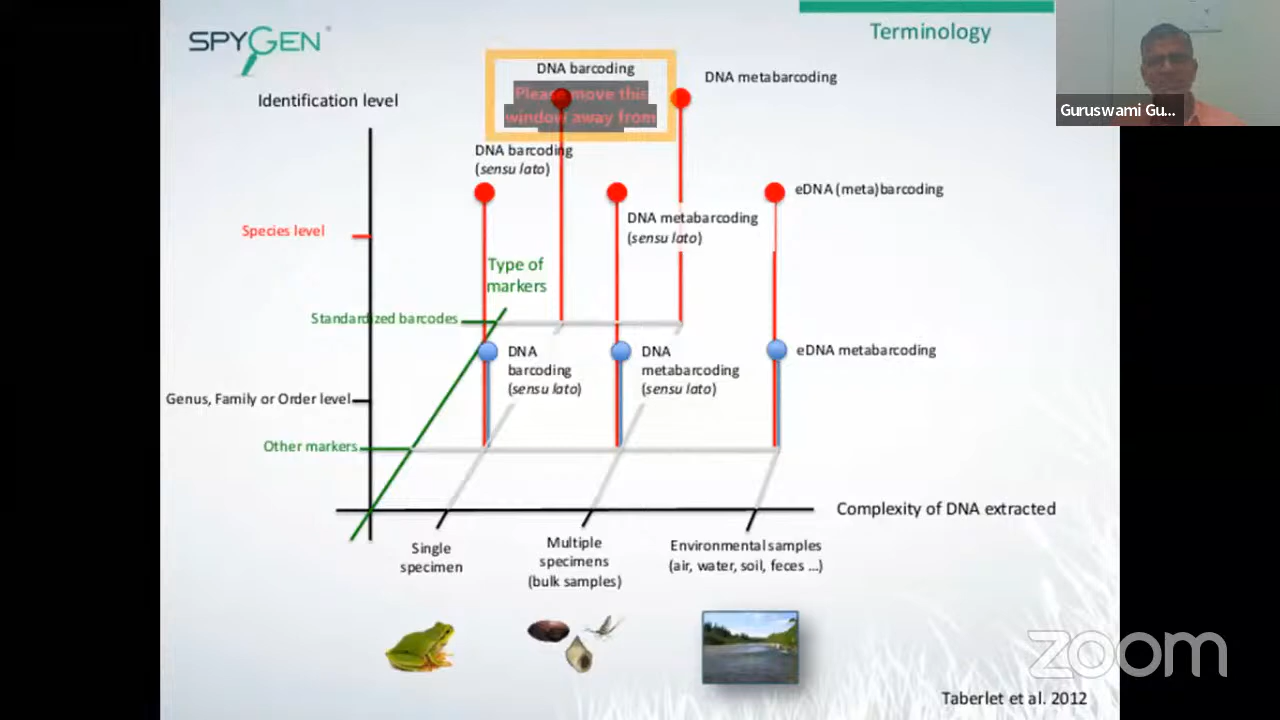 SPYGEN
Terminology
DNA barcoding
DNA metabarcoding
Please move this
window away from
Identification level
Guruswami Gu...
DNA barcoding
(sensu lato)
eDNA (meta)barcoding
DNA metabarcoding
(sensu lato)
Species level
Type of
markers
Standardized barcodes
DNA
barcoding
(sensu lato)
DNA
metabarcoding
(sensu lato)
eDNA metabarcoding
Genus, Family or Order level
Other markers
Complexity of DNA extracted
Single
specimen
Multiple
specimens
(bulk samples)
Environmental samples
(air, water, soil, feces ...)
zoom
Taberlet et al. 2012